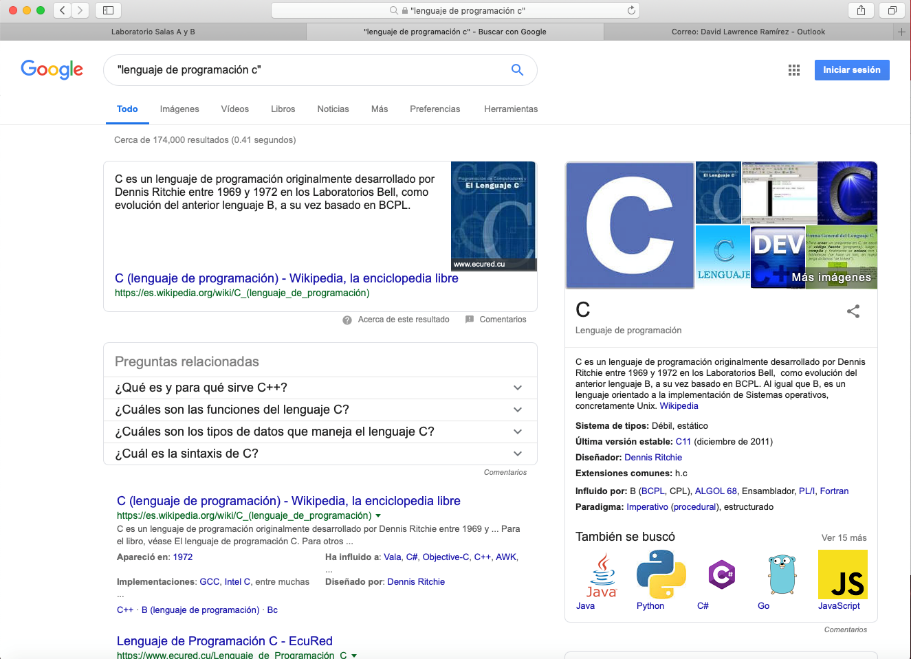 "lenguaje de programación c"
Laboratorio Salas A y B
"lenguaje de programación c" - Buscar con Google
Correo: David Lawrence Ramírez - Outlook
Google
"lenguaje de programación c"
Iniciar sesión
Todo Imágenes Vídeos Libros Noticias Más Preferencias Herramientas
Cerca de 174,000 resultados (0.41 segundos)
C es un lenguaje de programación originalmente desarrollado por
Dennis Ritchie entre 1969 y 1972 en los Laboratorios Bell, como
evolución del anterior lenguaje B, a su vez basado en BCPL.
El Lenguaje C
www.ecured.cu
C (lenguaje de programación) - Wikipedia, la enciclopedia libre
https://es.wikipedia.org/wiki/C_(lenguaje_de_programación)
Acerca de este resultado Comentarios
Preguntas relacionadas
¿Qué es y para qué sirve C++?
¿Cuáles son las funciones del lenguaje C?
¿Cuáles son los tipos de datos que maneja el lenguaje C?
¿Cuál es la sintaxis de C?
Comentarios
C (lenguaje de programación) - Wikipedia, la enciclopedia libre
https://es.wikipedia.org/wiki/C_(lenguaje_de_programación)
C es un lenguaje de programación originalmente desarrollado por Dennis Ritchie entre 1969 y ... Para
el libro, véase El lenguaje de programación C. Para otros ...
Apareció en: 1972
Ha influido a: Vala, C#, Objective-C, C++, AWK,
...
Implementaciones: GCC, Intel C, entre muchas
...
Diseñado por: Dennis Ritchie
C++ · B (lenguaje de programación) · Bc
Lenguaje de Programación C - EcuRed
https://www.ecured.cu/Lenguaje_de_Programación_C
C
El Lenguaje C
C
C
LENGUAJE
DEV
C++
Más imágenes
C
Lenguaje de programación
C es un lenguaje de programación originalmente desarrollado por Dennis
Ritchie entre 1969 y 1972 en los Laboratorios Bell, como evolución del
anterior lenguaje B, a su vez basado en BCPL. Al igual que B, es un
lenguaje orientado a la implementación de Sistemas operativos,
concretamente Unix. Wikipedia
Sistema de tipos: Débil, estático
Última versión estable: C11 (diciembre de 2011)
Diseñador: Dennis Ritchie
Extensiones comunes: h.c
Influido por: B (BCPL, CPL), ALGOL 68, Ensamblador, PL/I, Fortran
Paradigma: Imperativo (procedural), estructurado
También se buscó
Ver 15 más
Java
C#
JS
Java Python C# Go JavaScript
Comentarios